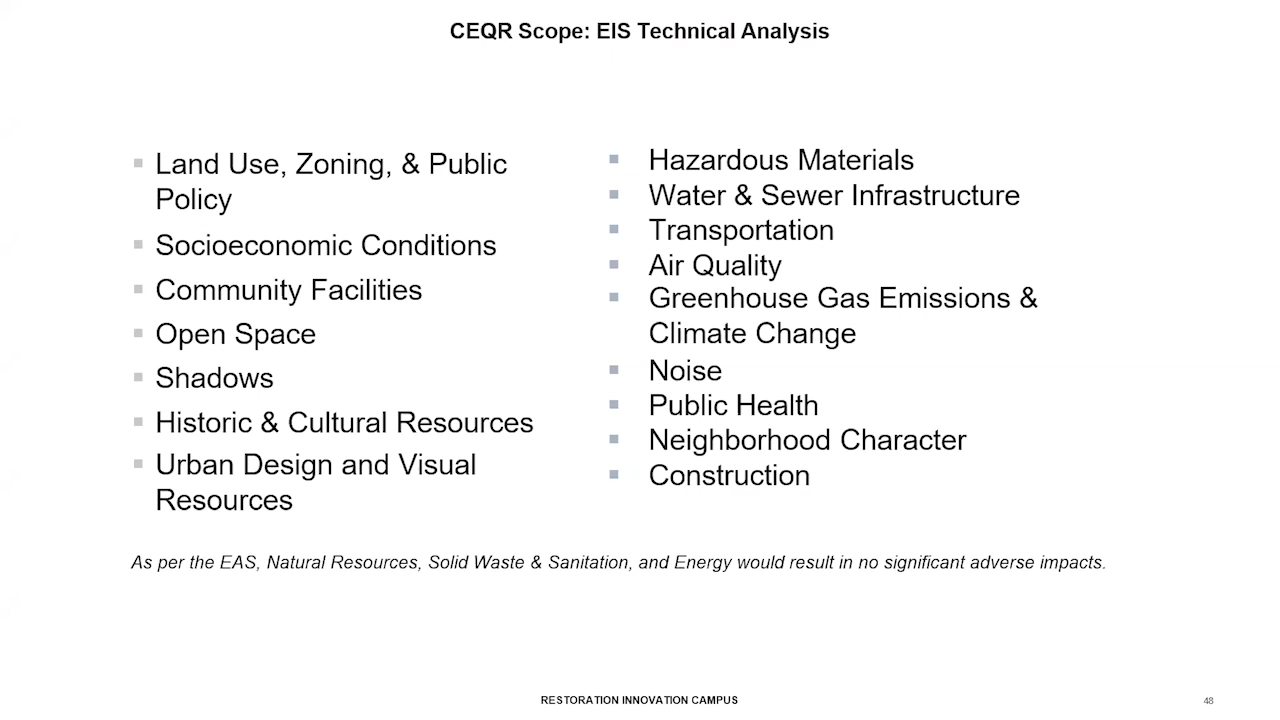 CEQR Scope: EIS Technical Analysis
Land Use, Zoning, & Public
Policy
Socioeconomic Conditions
Community Facilities
Open Space
Shadows
Historic & Cultural Resources
Urban Design and Visual
Resources
Hazardous Materials
Water & Sewer Infrastructure
Transportation
Air Quality
Greenhouse Gas Emissions &
Climate Change
Noise
Public Health
Neighborhood Character
Construction
As per the EAS, Natural Resources, Solid Waste & Sanitation, and Energy would result in no significant adverse impacts.
RESTORATION INNOVATION CAMPUS
48